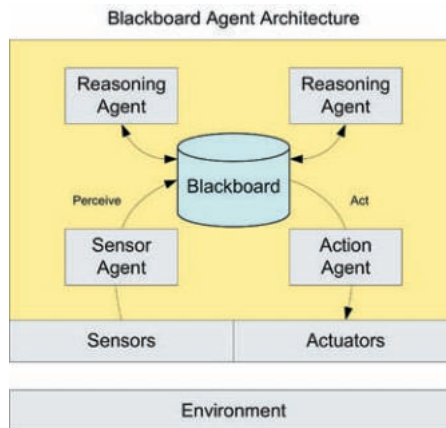 Blackboard Agent Architecture
Reasoning
Agent
Reasoning
Agent
Blackboard
Perceive
Act
Sensor
Agent
Action
Agent
Sensors
Actuators
Environment